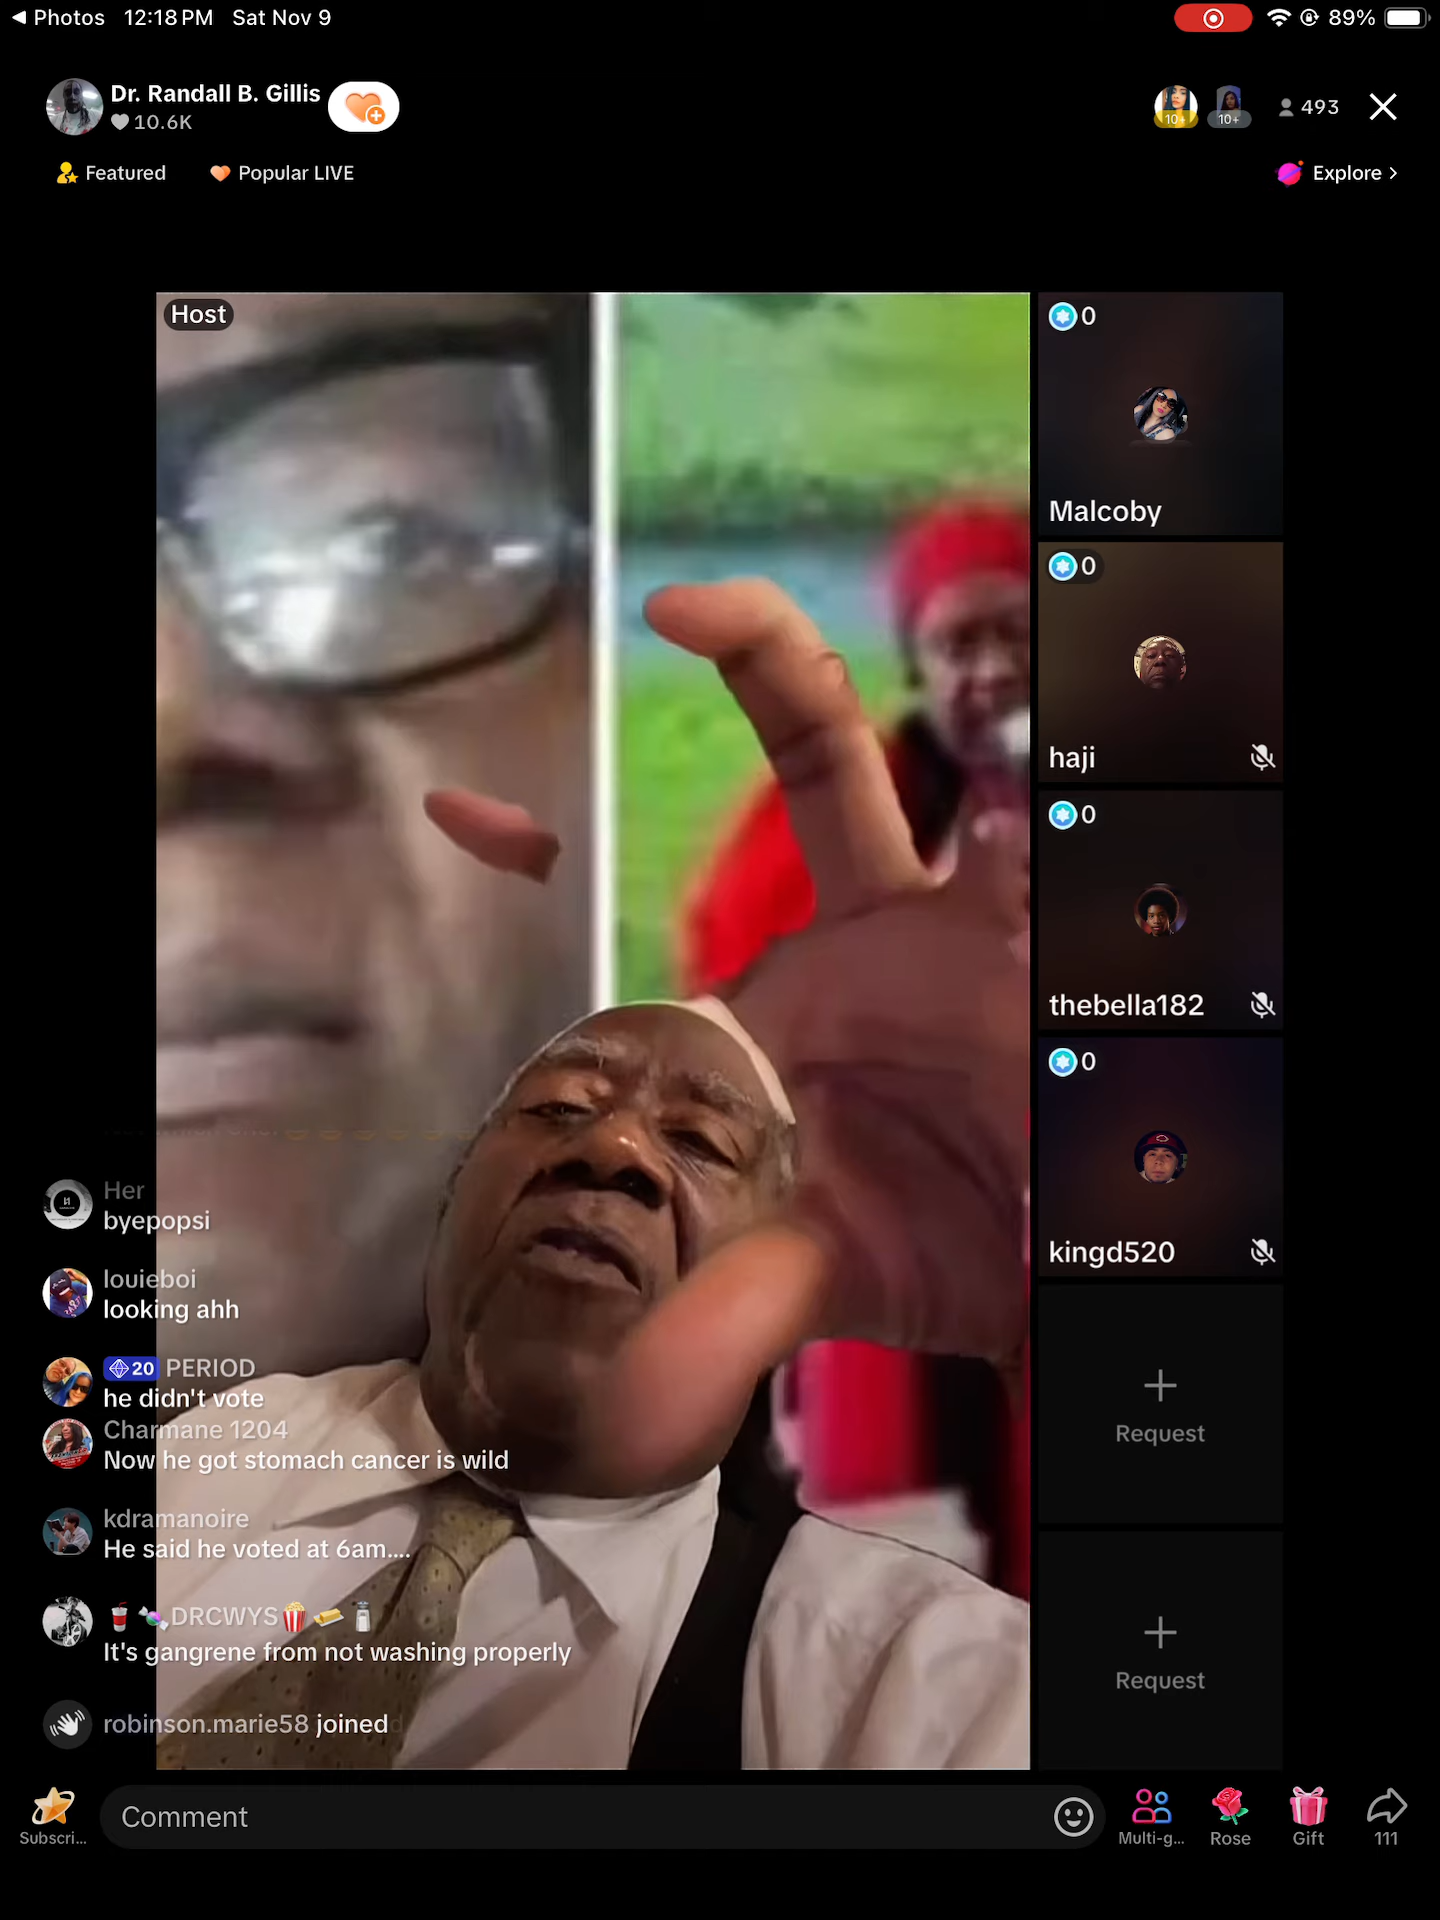 Photos 12:18 PM Sat Nov 9 89%
Dr. Randall B. Gillis
10.6K
10+ 10+ 493
Featured Popular LIVE Explore
Host
0
Malcoby
0
haji
0
thebella182
0
kingd520
Request
Request
Her
byepopsi
louieboi
looking ahh
20 PERIOD
he didn't vote
Charmane 1204
Now he got stomach cancer is wild
kdramanoire
He said he voted at 6am....
DRCWYS
It's gangrene from not washing properly
robinson.marie58 joined
Comment
Subscri... Multi-g... Rose Gift 111